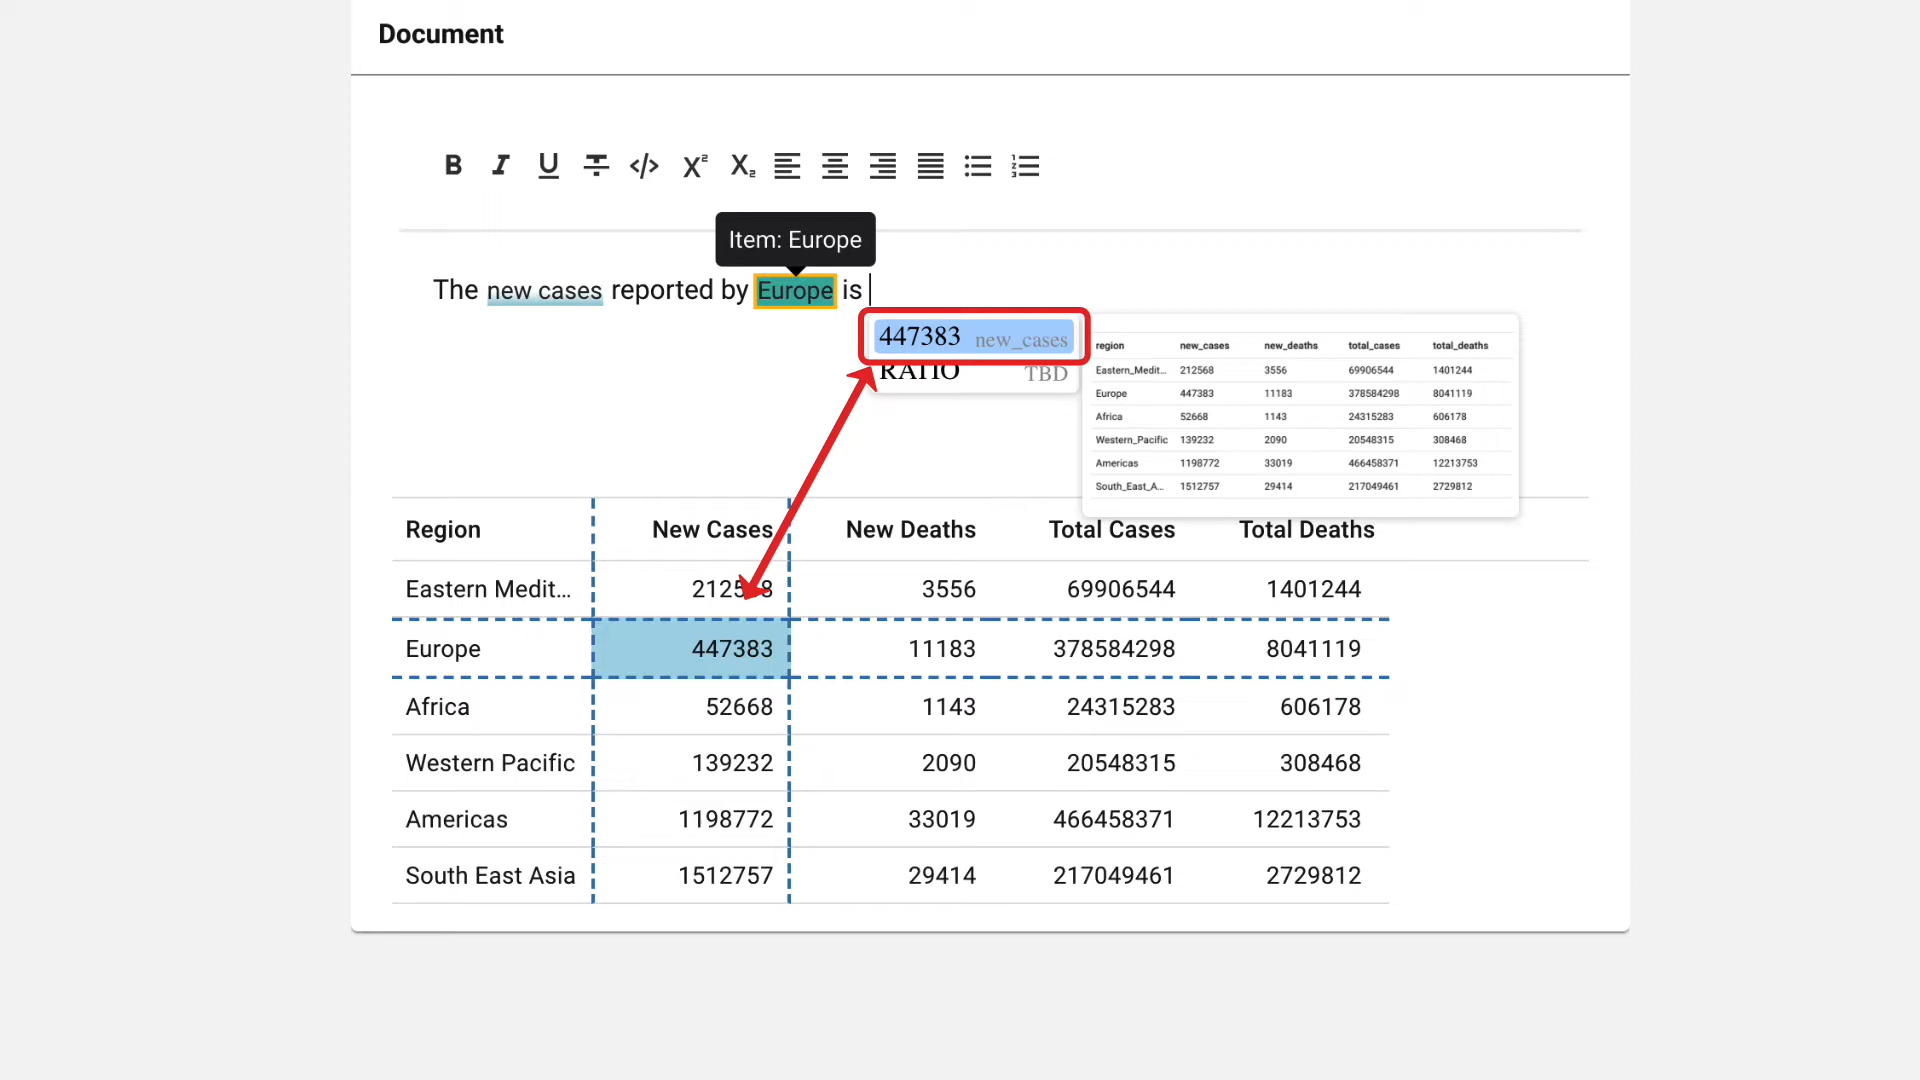 Document
B I U T </> X² X₂
Item: Europe
The new cases reported by Europe is
447383 new_cases
RATIO TBD
region new_cases new_deaths total_cases total_deaths
Eastern_Medit... 212568 3556 69906544 1401244
Europe 447383 11183 378584298 8041119
Africa 52668 1143 24315283 606178
Western_Pacific 139232 2090 20548315 308468
Americas 1198772 33019 466458371 12213753
South_East_A... 1512757 29414 217049461 2729812
Region New Cases New Deaths Total Cases Total Deaths
Eastern Medit... 212568 3556 69906544 1401244
Europe 447383 11183 378584298 8041119
Africa 52668 1143 24315283 606178
Western Pacific 139232 2090 20548315 308468
Americas 1198772 33019 466458371 12213753
South East Asia 1512757 29414 217049461 2729812